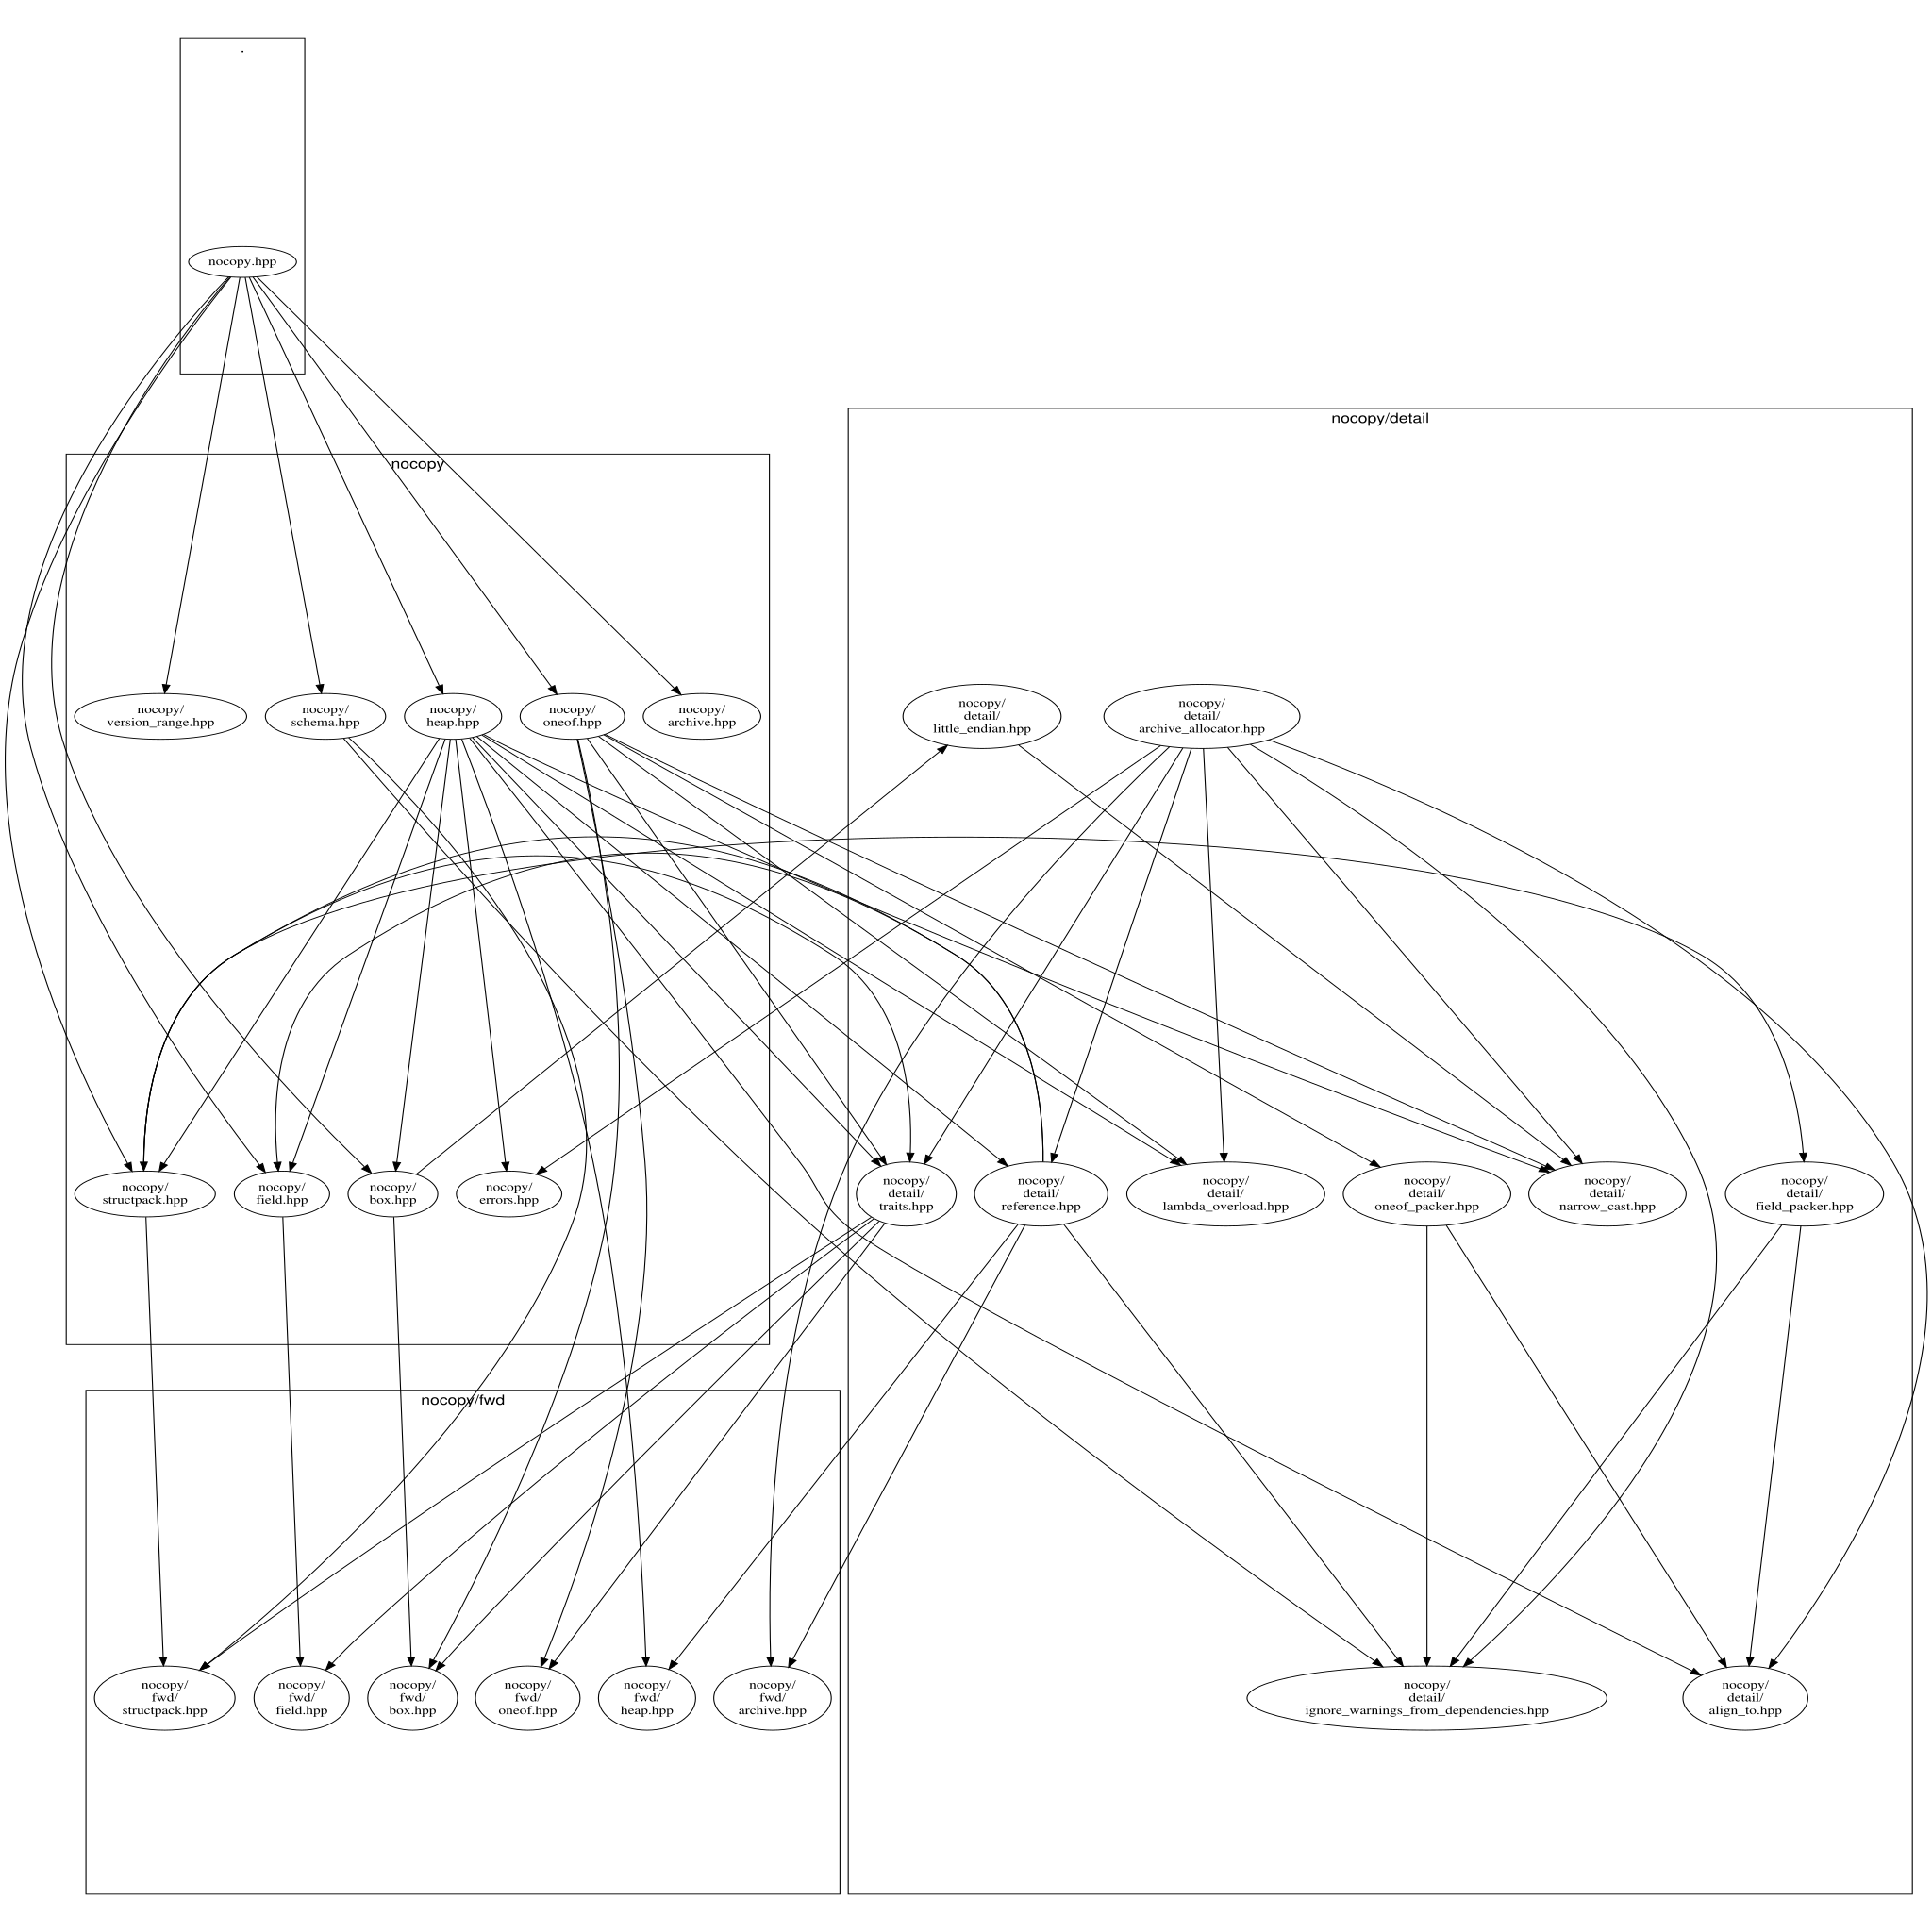 .
nocopy.hpp
nocopy/detail
nocopy
nocopy/
version_range.hpp
nocopy/
schema.hpp
nocopy/
heap.hpp
nocopy/
oneof.hpp
nocopy/
archive.hpp
nocopy/
detail/
little_endian.hpp
nocopy/
detail/
archive_allocator.hpp
nocopy/
structpack.hpp
nocopy/
field.hpp
nocopy/
box.hpp
nocopy/
errors.hpp
nocopy/
detail/
traits.hpp
nocopy/
detail/
reference.hpp
nocopy/
detail/
lambda_overload.hpp
nocopy/
detail/
oneof_packer.hpp
nocopy/
detail/
narrow_cast.hpp
nocopy/
detail/
field_packer.hpp
nocopy/fwd
nocopy/
fwd/
structpack.hpp
nocopy/
fwd/
field.hpp
nocopy/
fwd/
box.hpp
nocopy/
fwd/
oneof.hpp
nocopy/
fwd/
heap.hpp
nocopy/
fwd/
archive.hpp
nocopy/
detail/
ignore_warnings_from_dependencies.hpp
nocopy/
detail/
align_to.hpp